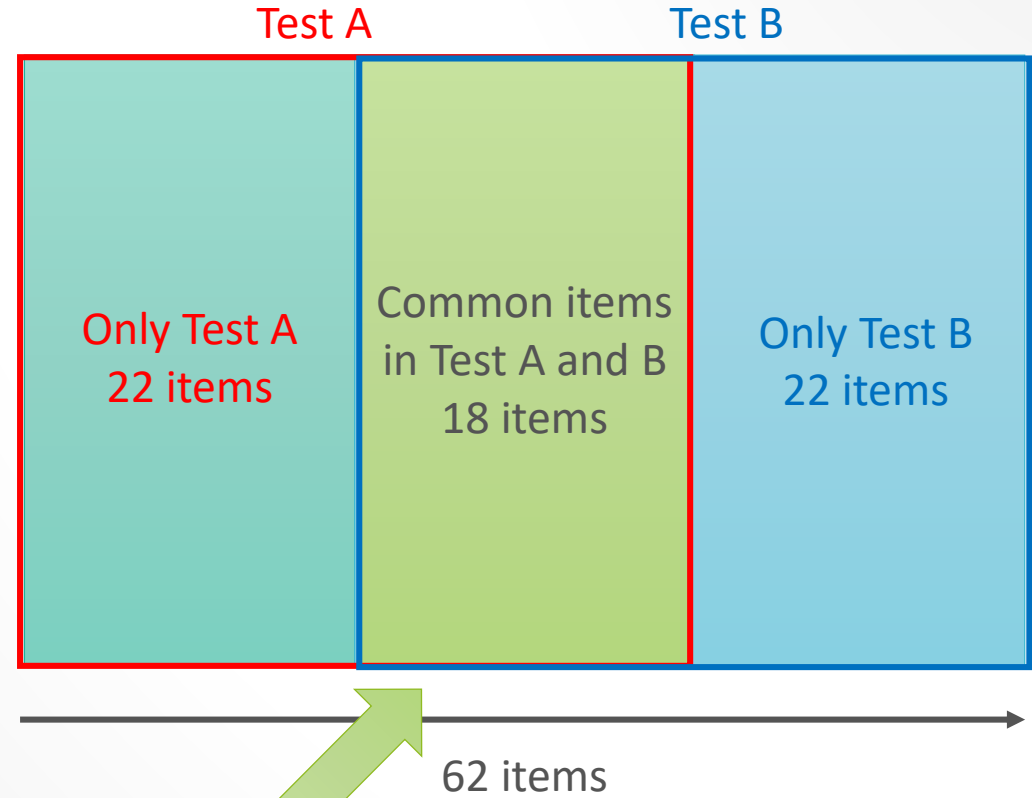 Test A
Test B
Only Test A
22 items
Common items
in Test A and B
18 items
Only Test B
22 items
62 items